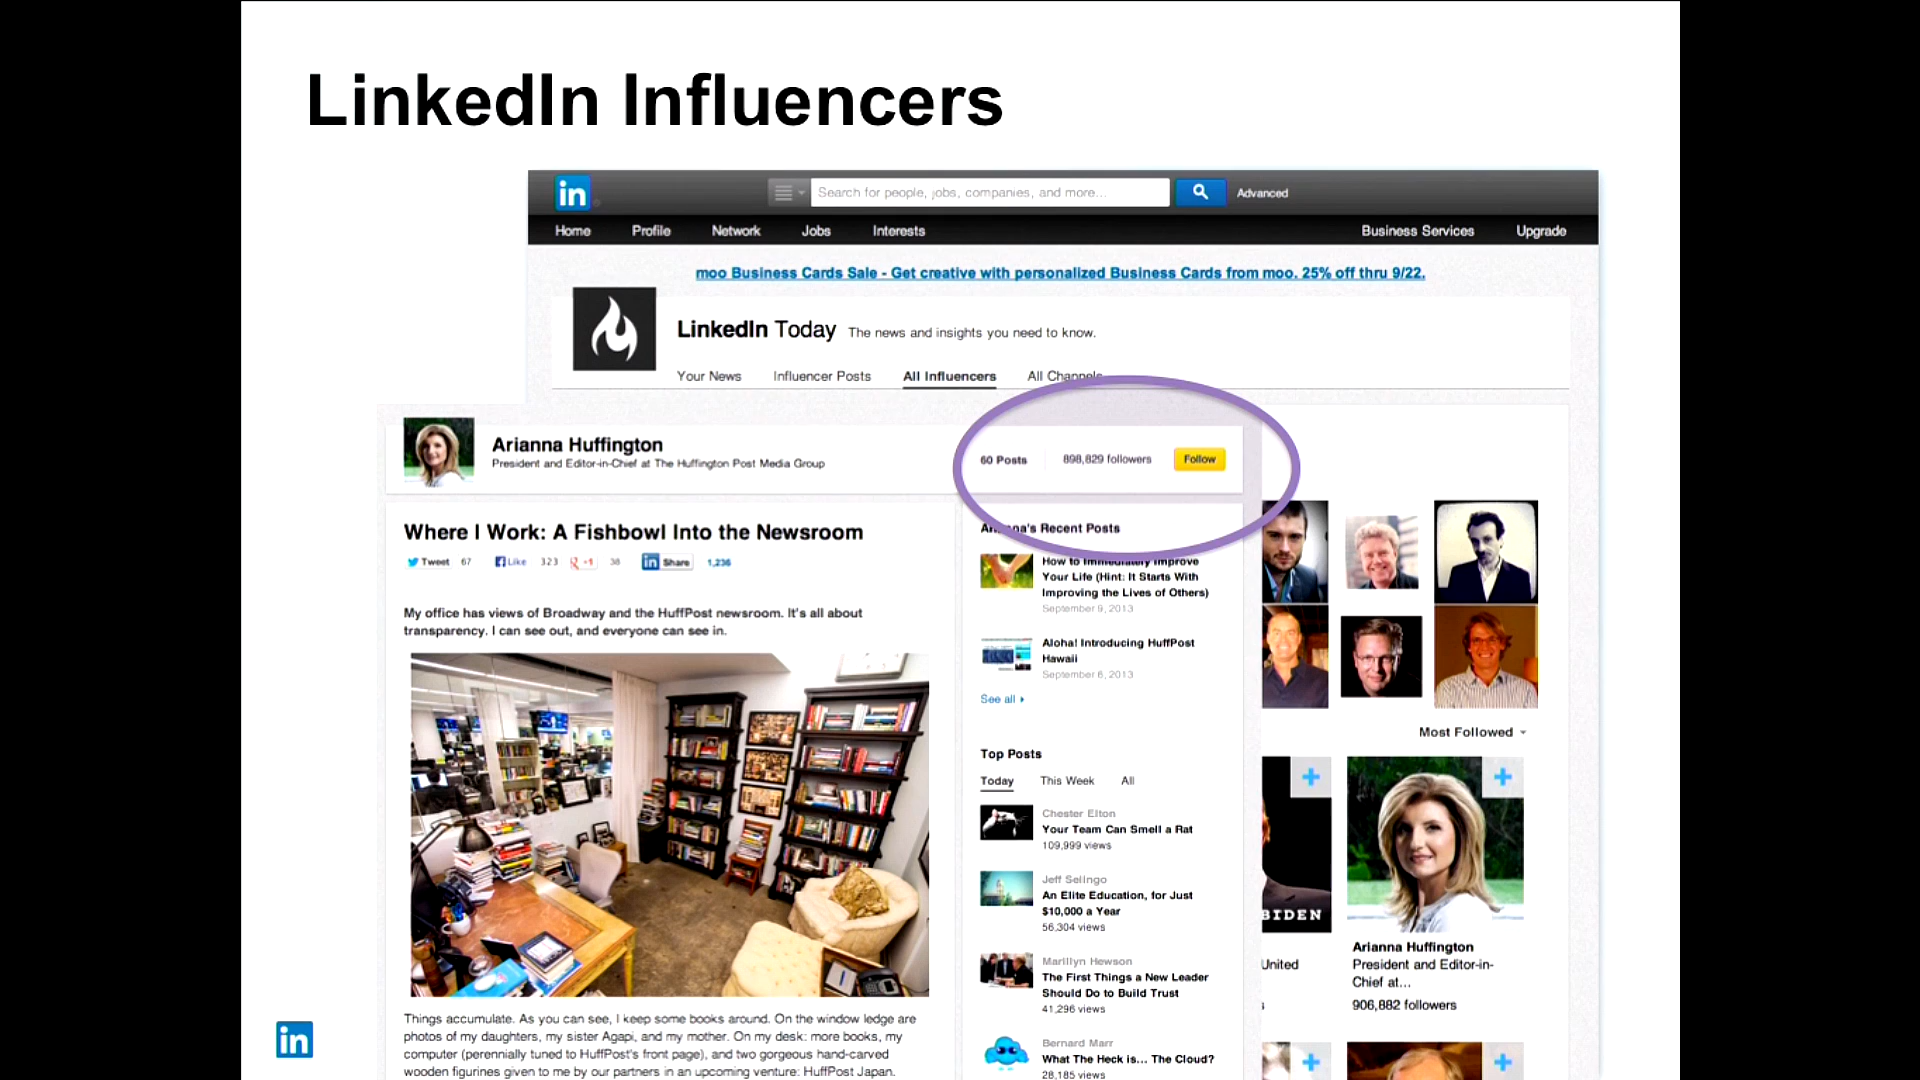 LinkedIn Influencers
in
Search for people, jobs, companies, and more...
Advanced
Home Profile Network Jobs Interests Business Services Upgrade
moo Business Cards Sale - Get creative with personalized Business Cards from moo. 25% off thru 9/22.
LinkedIn Today The news and insights you need to know.
Your News Influencer Posts All Influencers All Channels
Arianna Huffington
President and Editor-in-Chief at The Huffington Post Media Group
60 Posts 898,829 followers Follow
Where I Work: A Fishbowl Into the Newsroom
Tweet 67 Like 323 +1 38 in Share 1,236
My office has views of Broadway and the HuffPost newsroom. It's all about
transparency. I can see out, and everyone can see in.
Things accumulate. As you can see, I keep some books around. On the window ledge are
photos of my daughters, my sister Agapi, and my mother. On my desk: more books, my
computer (perennially tuned to HuffPost's front page), and two gorgeous hand-carved
wooden figurines given to me by our partners in an upcoming venture: HuffPost Japan.
Arianna's Recent Posts
How to Immediately Improve
Your Life (Hint: It Starts With
Improving the Lives of Others)
September 9, 2013
Aloha! Introducing HuffPost
Hawaii
September 6, 2013
See all
Top Posts
Today This Week All
Chester Elton
Your Team Can Smell a Rat
109,999 views
Jeff Selingo
An Elite Education, for Just
$10,000 a Year
56,304 views
Marillyn Hewson
The First Things a New Leader
Should Do to Build Trust
41,296 views
Bernard Marr
What The Heck is... The Cloud?
28,185 views
Most Followed
BIDEN
United
s
Arianna Huffington
President and Editor-in-
Chief at...
906,882 followers
in